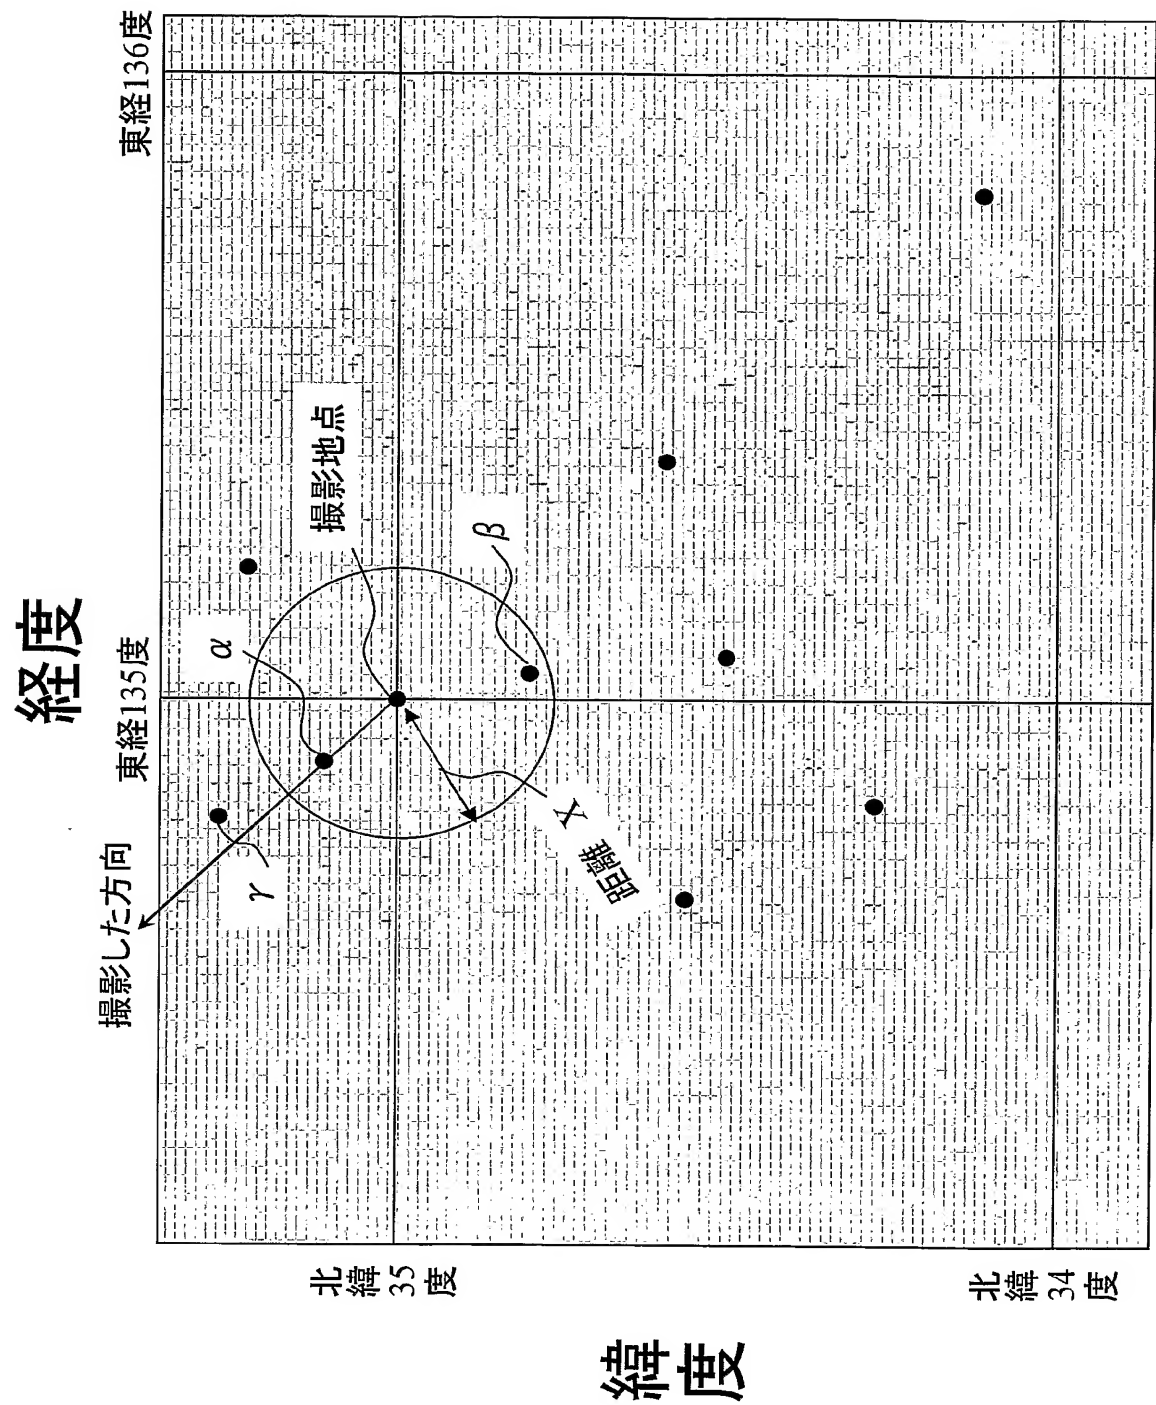 経度
東経135度
東経136度
撮影した方向
γ
α
撮影地点
β
距離 X
緯度
北緯35度
北緯34度